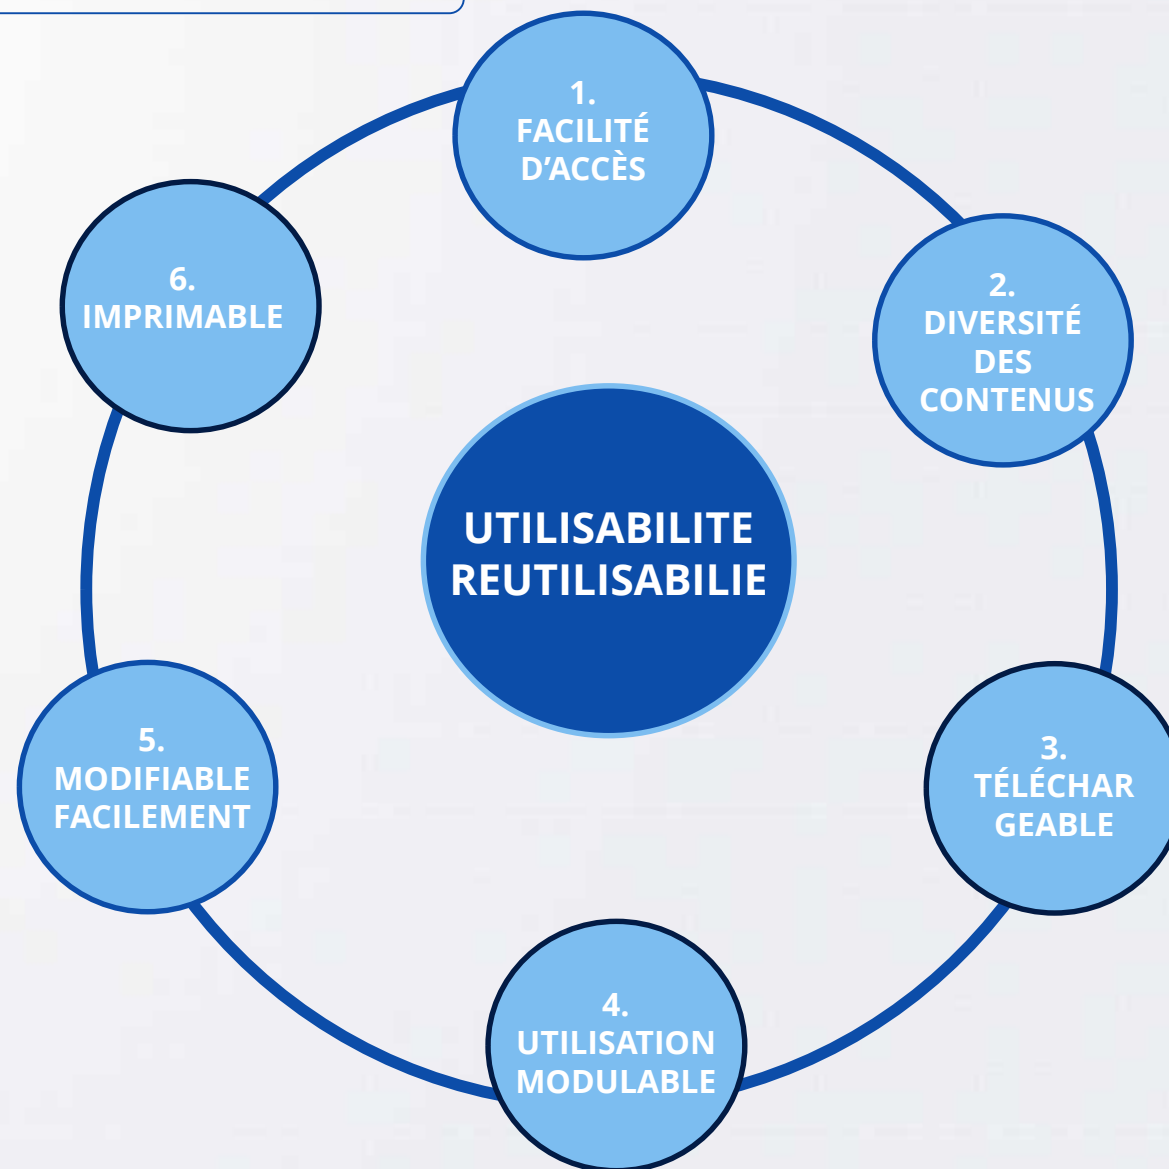 1.
FACILITÉ
D’ACCÈS
2.
DIVERSITÉ
DES
CONTENUS
3.
TÉLÉCHAR
GEABLE
4.
UTILISATION
MODULABLE
5.
MODIFIABLE
FACILEMENT
6.
IMPRIMABLE
UTILISABILITE
REUTILISABILIE